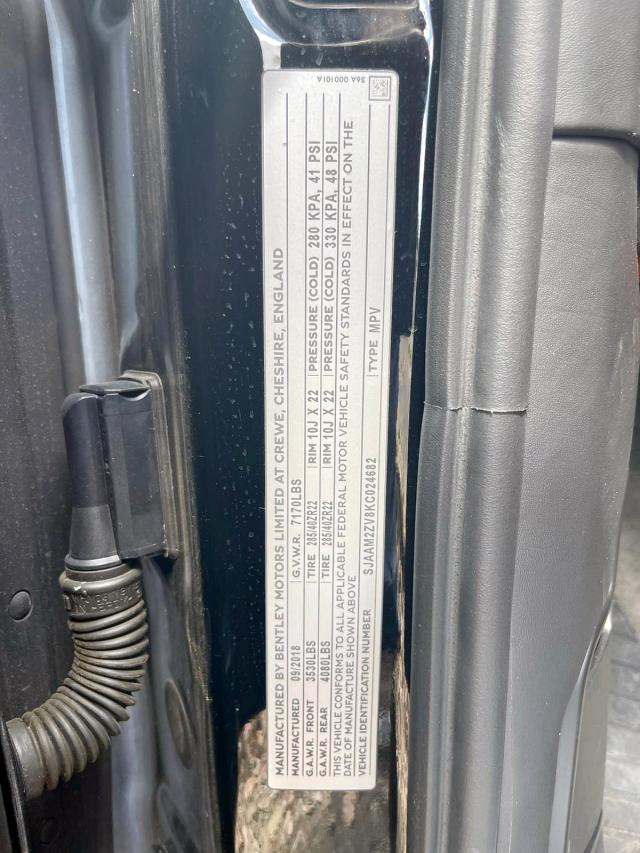 MANUFACTURED BY BENTLEY MOTORS LIMITED AT CREWE, CHESHIRE, ENGLAND
MANUFACTURED 09/2018 G.V.W.R. 7170LBS
G.A.W.R. FRONT 3530LBS TIRE 285/40ZR22 RIM 10J X 22 PRESSURE (COLD) 280 KPA, 41 PSI
G.A.W.R. REAR 4080LBS TIRE 285/40ZR22 RIM 10J X 22 PRESSURE (COLD) 330 KPA, 48 PSI
THIS VEHICLE CONFORMS TO ALL APPLICABLE FEDERAL MOTOR VEHICLE SAFETY STANDARDS IN EFFECT ON THE
DATE OF MANUFACTURE SHOWN ABOVE
VEHICLE IDENTIFICATION NUMBER SJAAM2ZV8KC024682 TYPE MPV
36A 000101A